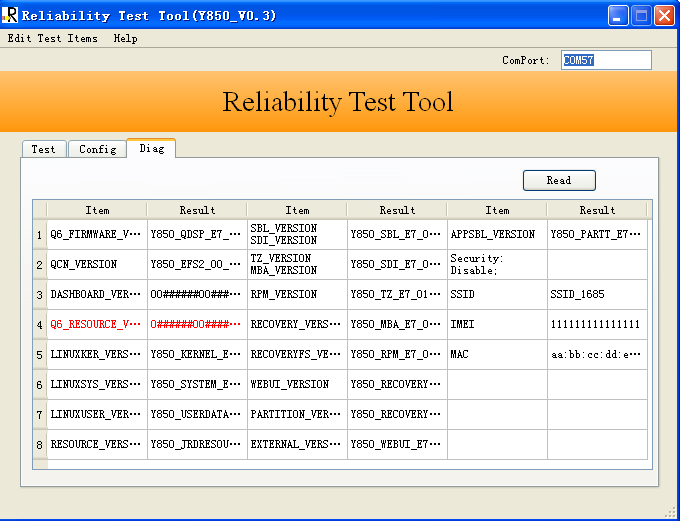 Reliability Test Tool(Y850_V0.3)
Edit Test Items Help
ComPort: COM57
Reliability Test Tool
Test Config Diag
Read
Item Result Item Result Item Result
1 Q6_FIRMWARE_V··· Y850_QDSP_E7_··· SBL_VERSION SDI_VERSION Y850_SBL_E7_0··· APPSBL_VERSION Y850_PARTT_E7···
2 QCN_VERSION Y850_EFS2_00_··· TZ_VERSION MBA_VERSION Y850_SDI_E7_0··· Security: Disable;
3 DASHBOARD_VER··· 00######00###··· RPM_VERSION Y850_TZ_E7_01··· SSID SSID_1685
4 Q6_RESOURCE_V··· 0######00####··· RECOVERY_VERS··· Y850_MBA_E7_0··· IMEI 111111111111111
5 LINUXKER_VERS··· Y850_KERNEL_E··· RECOVERYFS_VE··· Y850_RPM_E7_0··· MAC aa:bb:cc:dd:e···
6 LINUXSYS_VERS··· Y850_SYSTEM_E··· WEBUI_VERSION Y850_RECOVERY···
7 LINUXUSER_VER··· Y850_USERDATA··· PARTITION_VER··· Y850_RECOVERY···
8 RESOURCE_VERS··· Y850_JRDRESOU··· EXTERNAL_VERS··· Y850_WEBUI_E7···